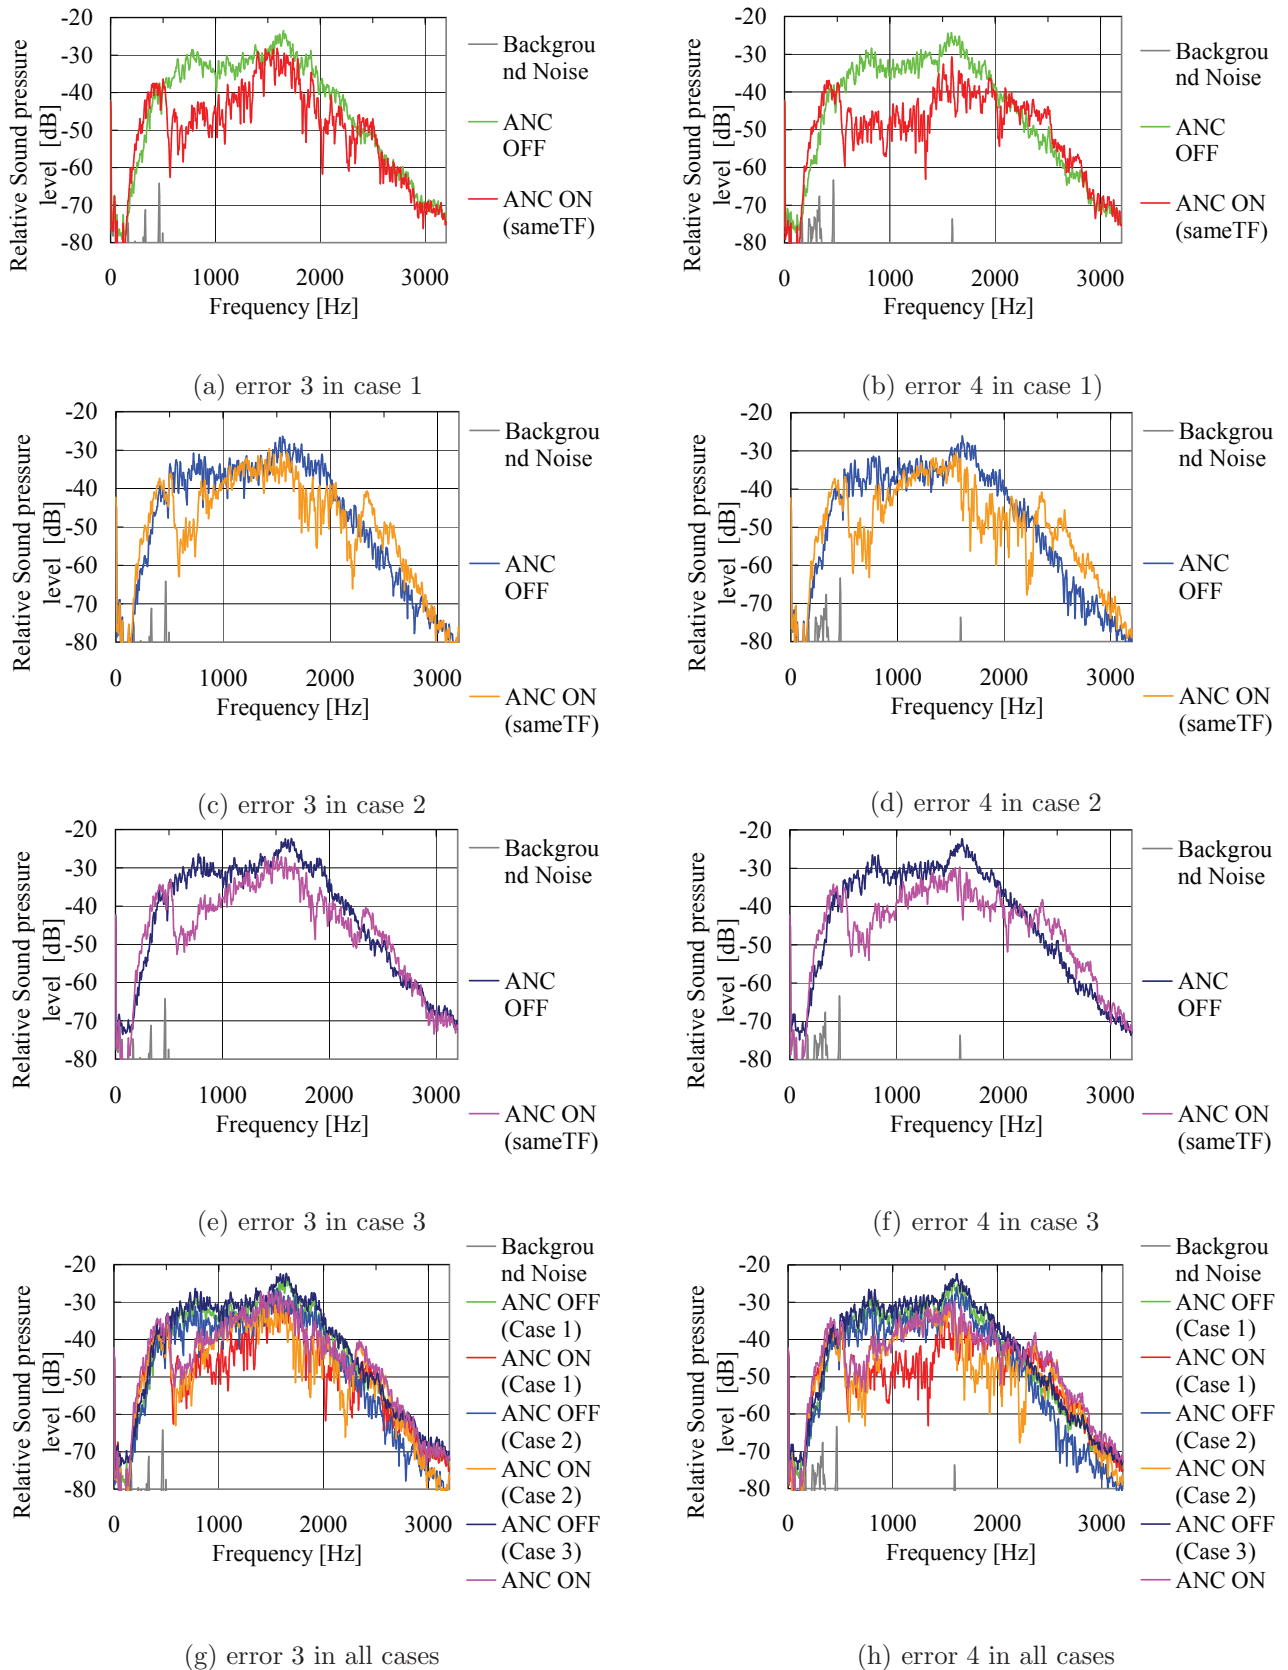 -20
-30
-40
-50
-60
-70
-80
Relative Sound pressure
level [dB]
0 1000 2000 3000
Frequency [Hz]
Backgrou
nd Noise
ANC
OFF
ANC ON
(sameTF)
(a) error 3 in case 1
-20
-30
-40
-50
-60
-70
-80
Relative Sound pressure
level [dB]
0 1000 2000 3000
Frequency [Hz]
Backgrou
nd Noise
ANC
OFF
ANC ON
(sameTF)
(b) error 4 in case 1)
-20
-30
-40
-50
-60
-70
-80
Relative Sound pressure
level [dB]
0 1000 2000 3000
Frequency [Hz]
Backgrou
nd Noise
ANC
OFF
ANC ON
(sameTF)
(c) error 3 in case 2
-20
-30
-40
-50
-60
-70
-80
Relative Sound pressure
level [dB]
0 1000 2000 3000
Frequency [Hz]
Backgrou
nd Noise
ANC
OFF
ANC ON
(sameTF)
(d) error 4 in case 2
-20
-30
-40
-50
-60
-70
-80
Relative Sound pressure
level [dB]
0 1000 2000 3000
Frequency [Hz]
Backgrou
nd Noise
ANC
OFF
ANC ON
(sameTF)
(e) error 3 in case 3
-20
-30
-40
-50
-60
-70
-80
Relative Sound pressure
level [dB]
0 1000 2000 3000
Frequency [Hz]
Backgrou
nd Noise
ANC
OFF
ANC ON
(sameTF)
(f) error 4 in case 3
-20
-30
-40
-50
-60
-70
-80
Relative Sound pressure
level [dB]
0 1000 2000 3000
Frequency [Hz]
Backgrou
nd Noise
ANC OFF
(Case 1)
ANC ON
(Case 1)
ANC OFF
(Case 2)
ANC ON
(Case 2)
ANC OFF
(Case 3)
ANC ON
(g) error 3 in all cases
-20
-30
-40
-50
-60
-70
-80
Relative Sound pressure
level [dB]
0 1000 2000 3000
Frequency [Hz]
Backgrou
nd Noise
ANC OFF
(Case 1)
ANC ON
(Case 1)
ANC OFF
(Case 2)
ANC ON
(Case 2)
ANC OFF
(Case 3)
ANC ON
(h) error 4 in all cases